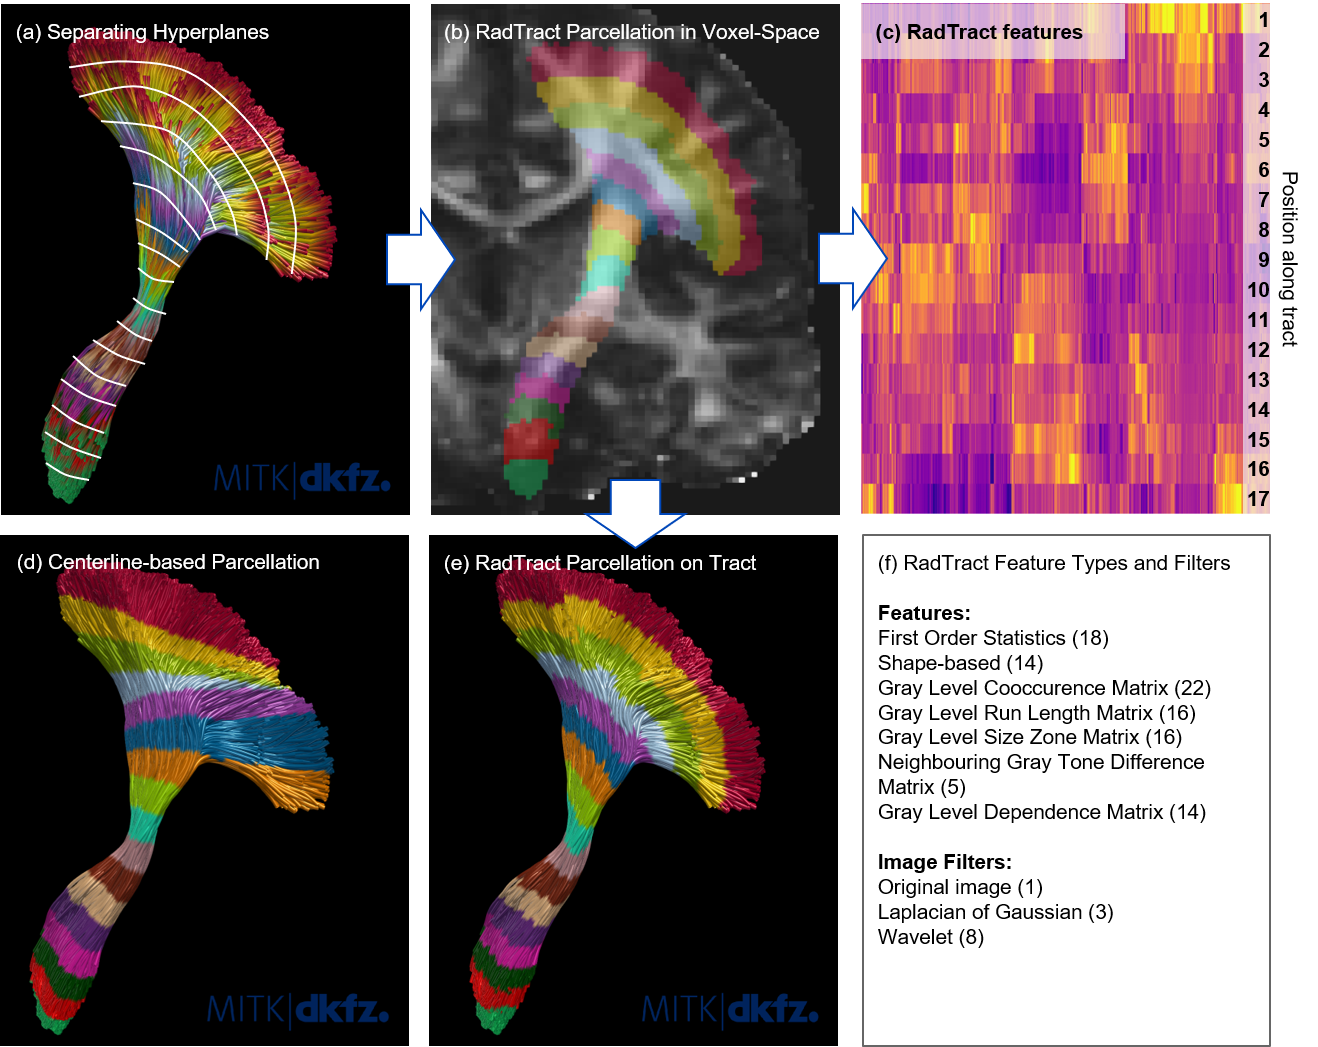 (a) Separating Hyperplanes
MITK|dkfz.
(b) RadTract Parcellation in Voxel-Space
(c) RadTract features
1
2
3
4
5
6
7
8
9
10
11
12
13
14
15
16
17
Position along tract
(d) Centerline-based Parcellation
MITK|dkfz.
(e) RadTract Parcellation on Tract
MITK|dkfz.
(f) RadTract Feature Types and Filters
Features:
First Order Statistics (18)
Shape-based (14)
Gray Level Cooccurence Matrix (22)
Gray Level Run Length Matrix (16)
Gray Level Size Zone Matrix (16)
Neighbouring Gray Tone Difference
Matrix (5)
Gray Level Dependence Matrix (14)
Image Filters:
Original image (1)
Laplacian of Gaussian (3)
Wavelet (8)